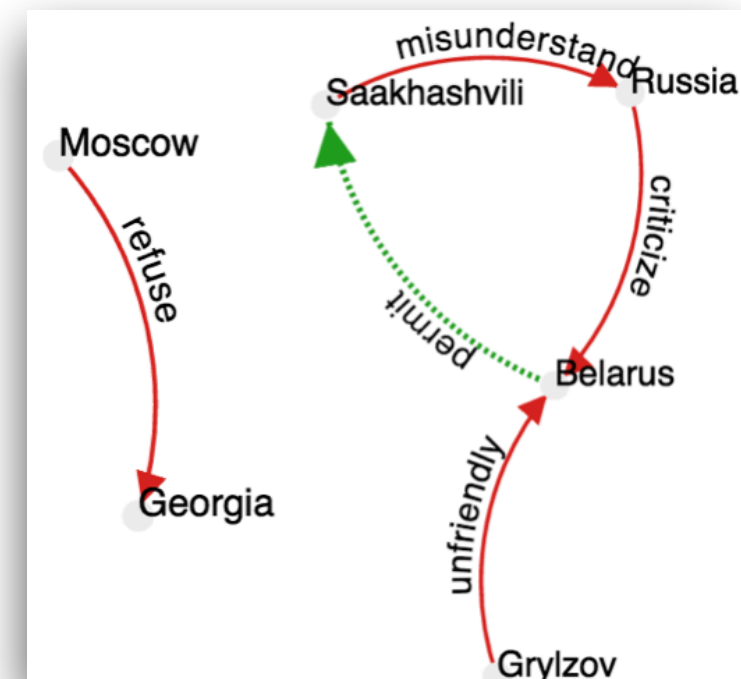 misunderstand
Saakhashvili
Russia
Moscow
refuse
criticize
permit
Belarus
unfriendly
Georgia
Grylzov